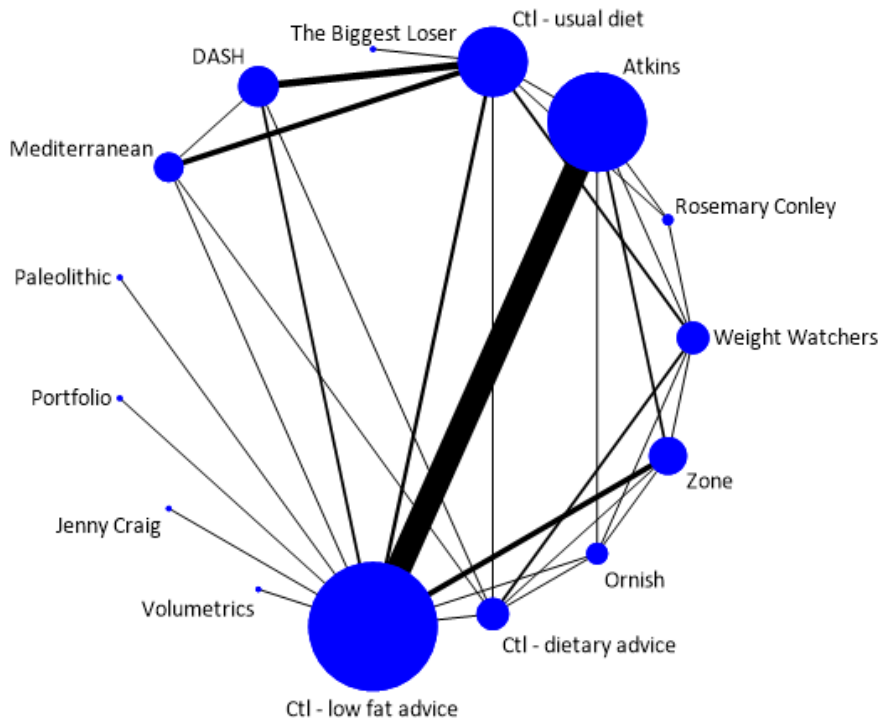 Ctl - usual diet
The Biggest Loser
DASH
Atkins
Mediterranean
Rosemary Conley
Paleolithic
Weight Watchers
Portfolio
Zone
Jenny Craig
Ornish
Volumetrics
Ctl - dietary advice
Ctl - low fat advice